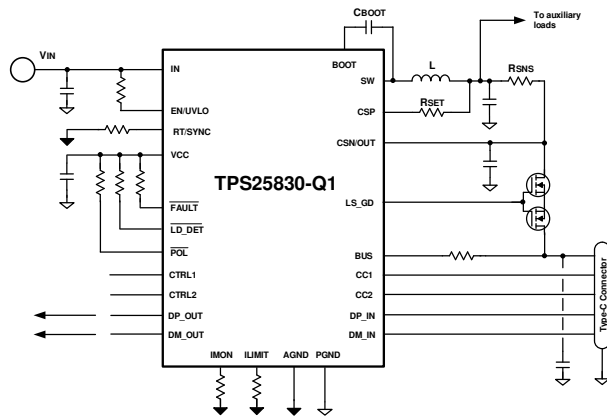 CBOOT
To auxiliary
loads
VIN
IN
BOOT
SW
L
RSNS
EN/UVLO
CSP
RSET
RT/SYNC
CSN/OUT
VCC
TPS25830-Q1
FAULT
LS_GD
LD_DET
POL
BUS
CTRL1
CC1
CTRL2
CC2
DP_OUT
DP_IN
DM_OUT
DM_IN
Type-C Connector
IMON
ILIMIT
AGND
PGND